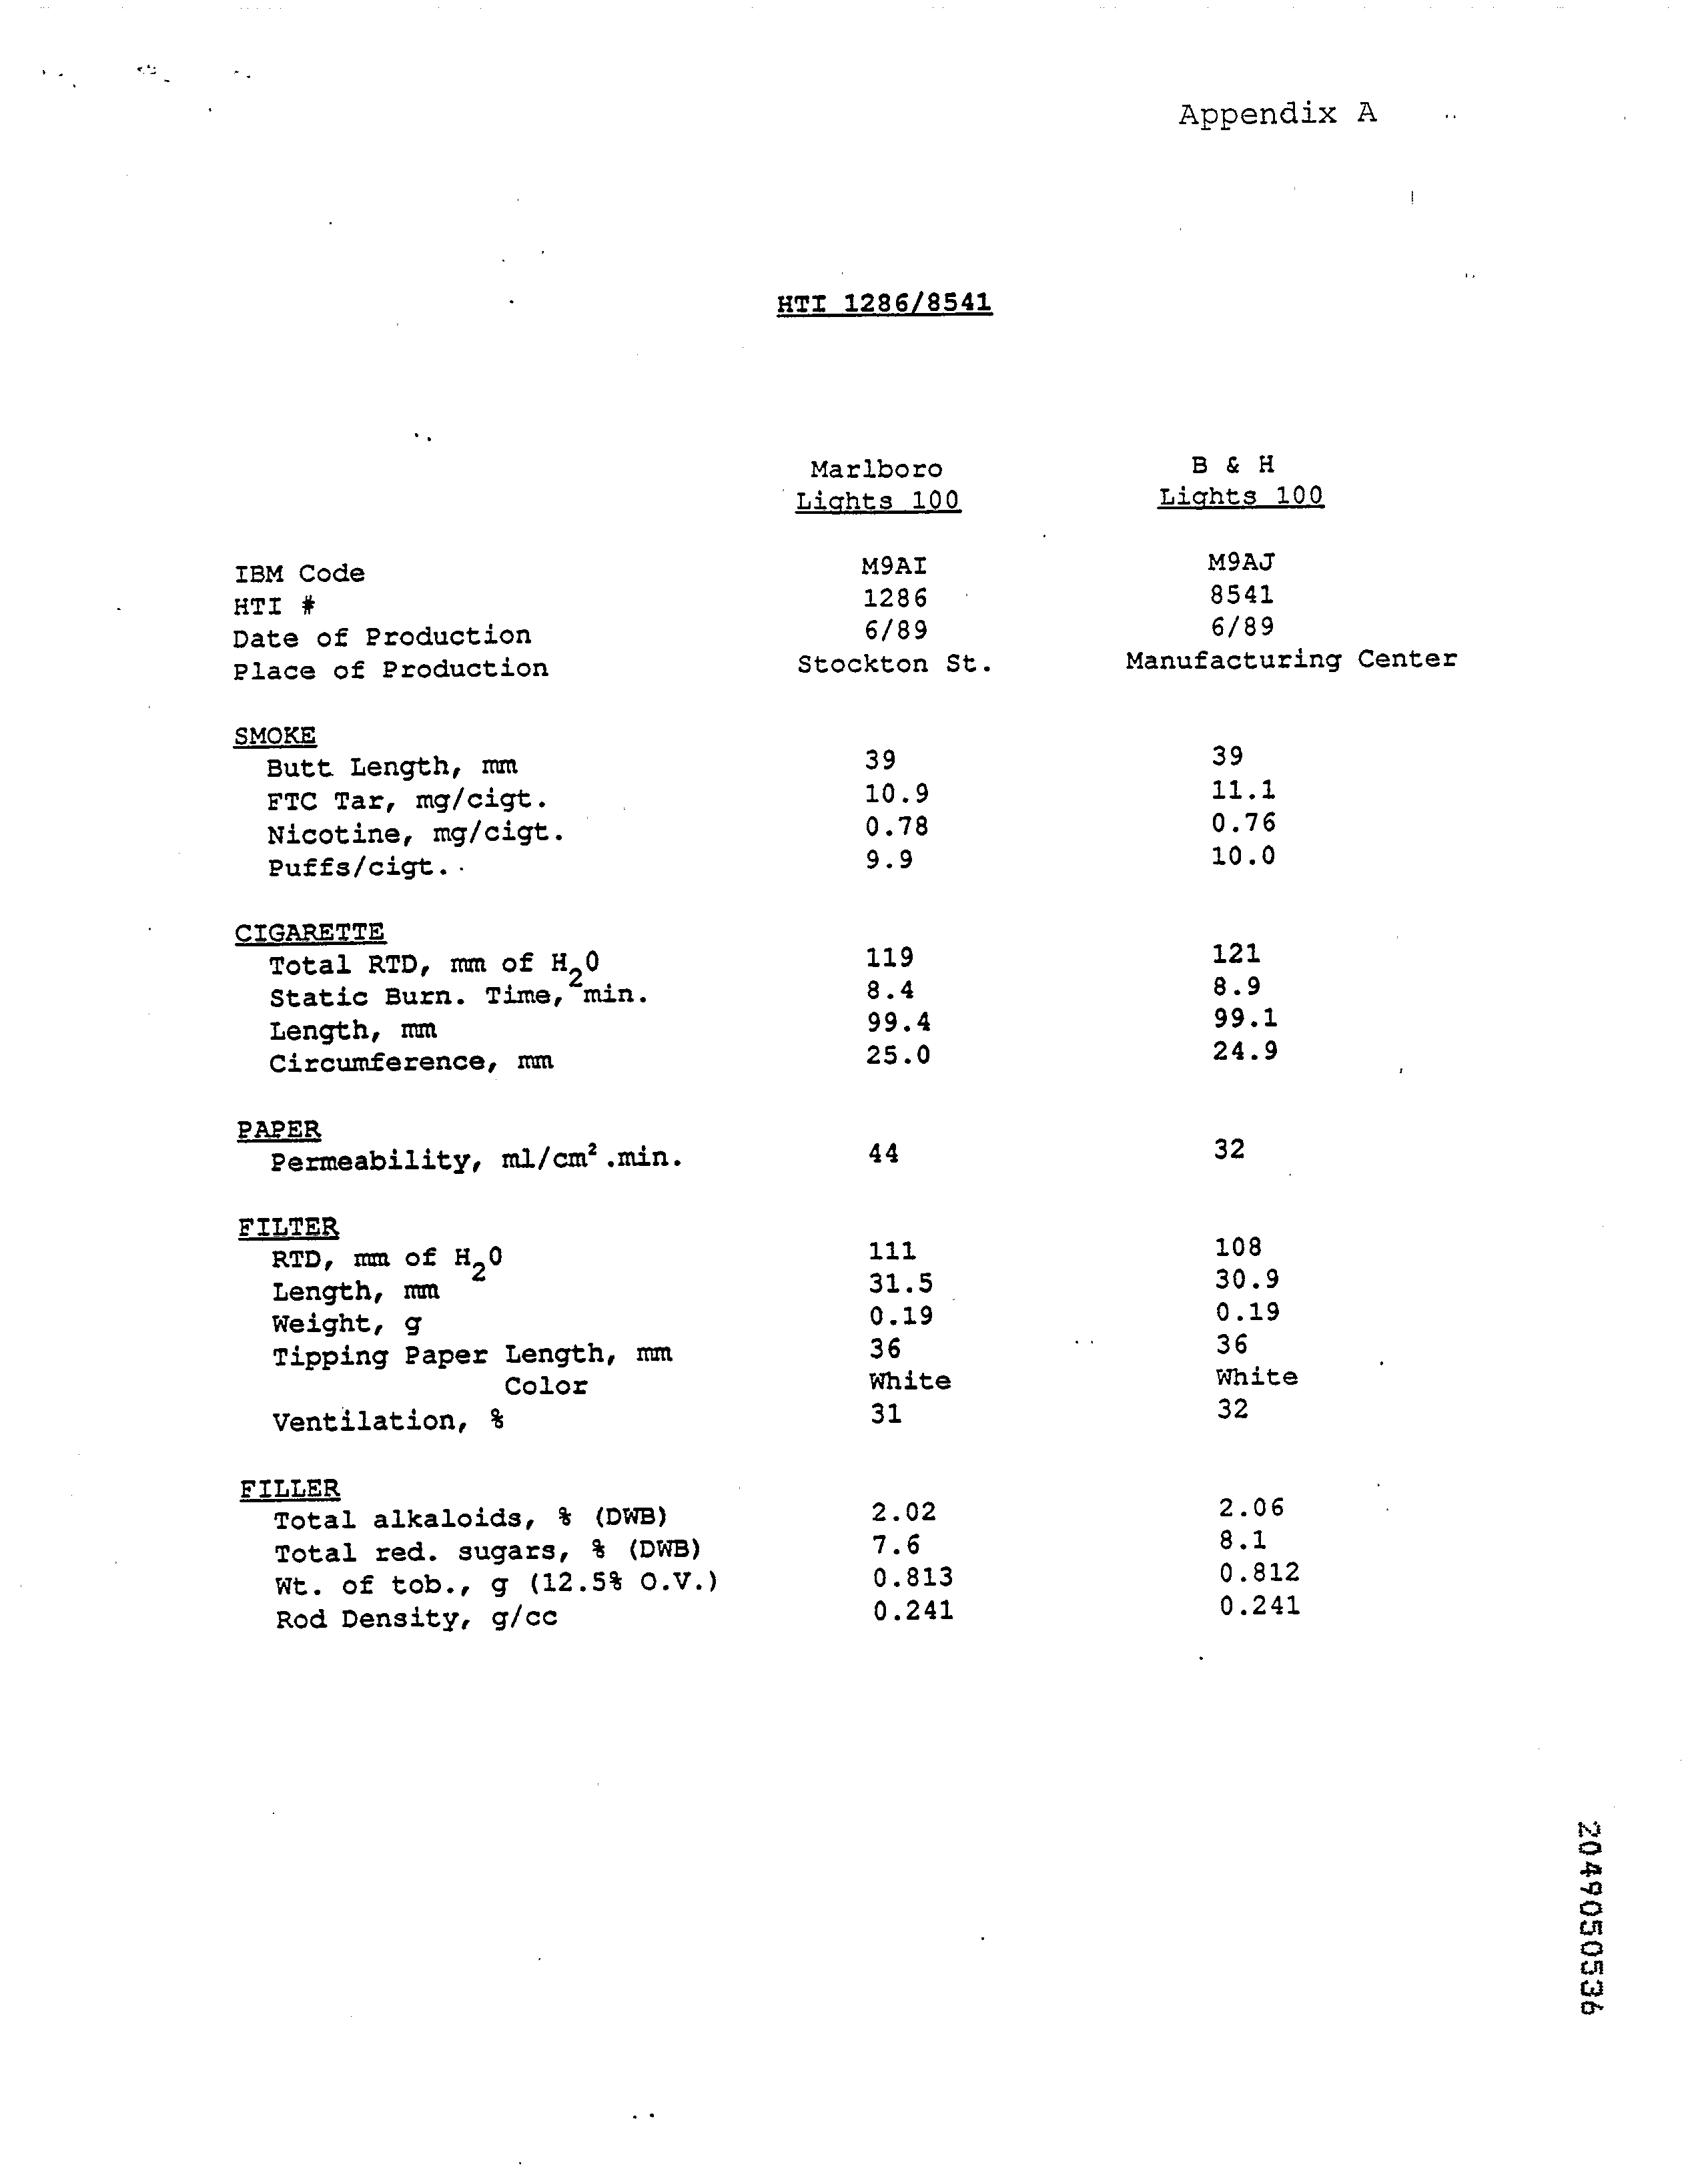 Appendix A
HTI 1286/8541
Marlboro B & H
Lights 100 Lights 100
IBM Code M9AI M9AJ
HTI # 1286 8541
Date of Production 6/89 6/89
Place of Production Stockton St. Manufacturing Center
SMOKE
Butt Length, mm 39 39
FTC Tar, mg/cigt. 10.9 11.1
Nicotine, mg/cigt. 0.78 0.76
Puffs/cigt. 9.9 10.0
CIGARETTE
Total RTD, mm of H2O 119 121
Static Burn. Time, min. 8.4 8.9
Length, mm 99.4 99.1
Circumference, mm 25.0 24.9
PAPER
Permeability, ml/cm².min. 44 32
FILTER
RTD, mm of H2O 111 108
Length, mm 31.5 30.9
Weight, g 0.19 0.19
Tipping Paper Length, mm 36 36
Color White White
Ventilation, % 31 32
FILLER
Total alkaloids, % (DWB) 2.02 2.06
Total red. sugars, % (DWB) 7.6 8.1
Wt. of tob., g (12.5% O.V.) 0.813 0.812
Rod Density, g/cc 0.241 0.241
2044905O536